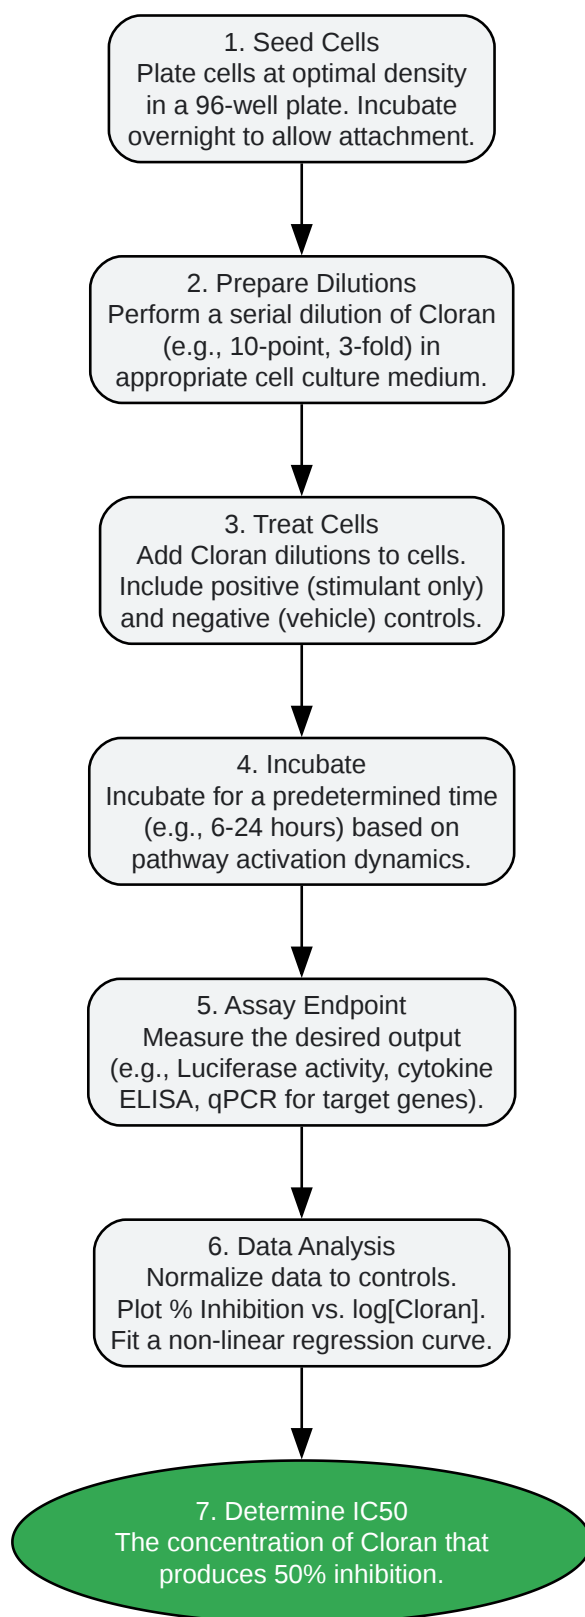 1. Seed Cells
Plate cells at optimal density
in a 96-well plate. Incubate
overnight to allow attachment.
2. Prepare Dilutions
Perform a serial dilution of Cloran
(e.g., 10-point, 3-fold) in
appropriate cell culture medium.
3. Treat Cells
Add Cloran dilutions to cells.
Include positive (stimulant only)
and negative (vehicle) controls.
4. Incubate
Incubate for a predetermined time
(e.g., 6-24 hours) based on
pathway activation dynamics.
5. Assay Endpoint
Measure the desired output
(e.g., Luciferase activity, cytokine
ELISA, qPCR for target genes).
6. Data Analysis
Normalize data to controls.
Plot % Inhibition vs. log[Cloran].
Fit a non-linear regression curve.
7. Determine IC50
The concentration of Cloran that
produces 50% inhibition.